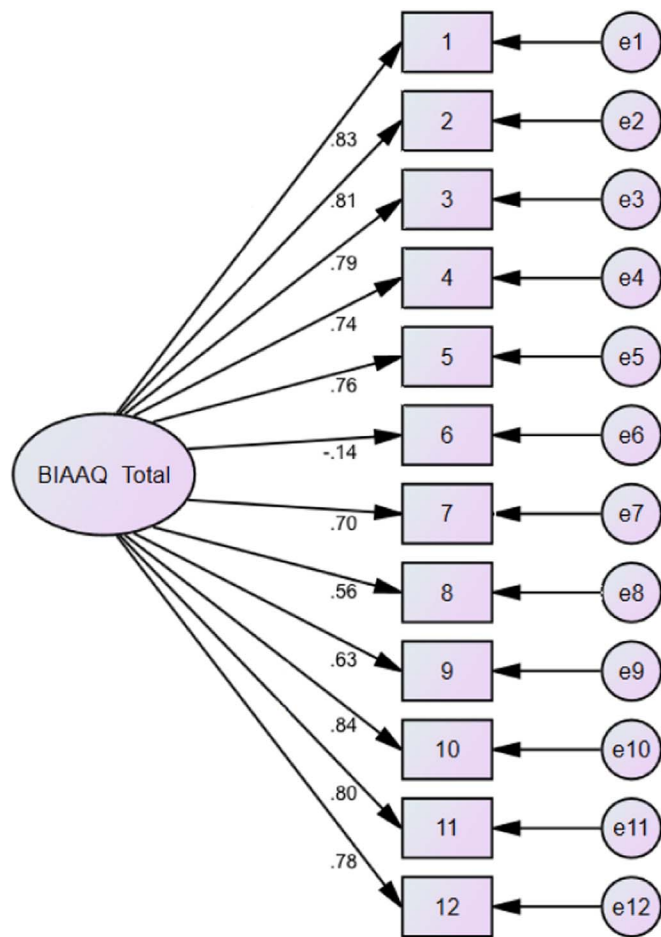 1 e1
2 e2
.83
.81
3 e3
.79
4 e4
.74
5 e5
.76
6 e6
-.14
BIAAQ Total
7 e7
.70
8 e8
.56
9 e9
.63
10 e10
.84
11 e11
.80
12 e12
.78